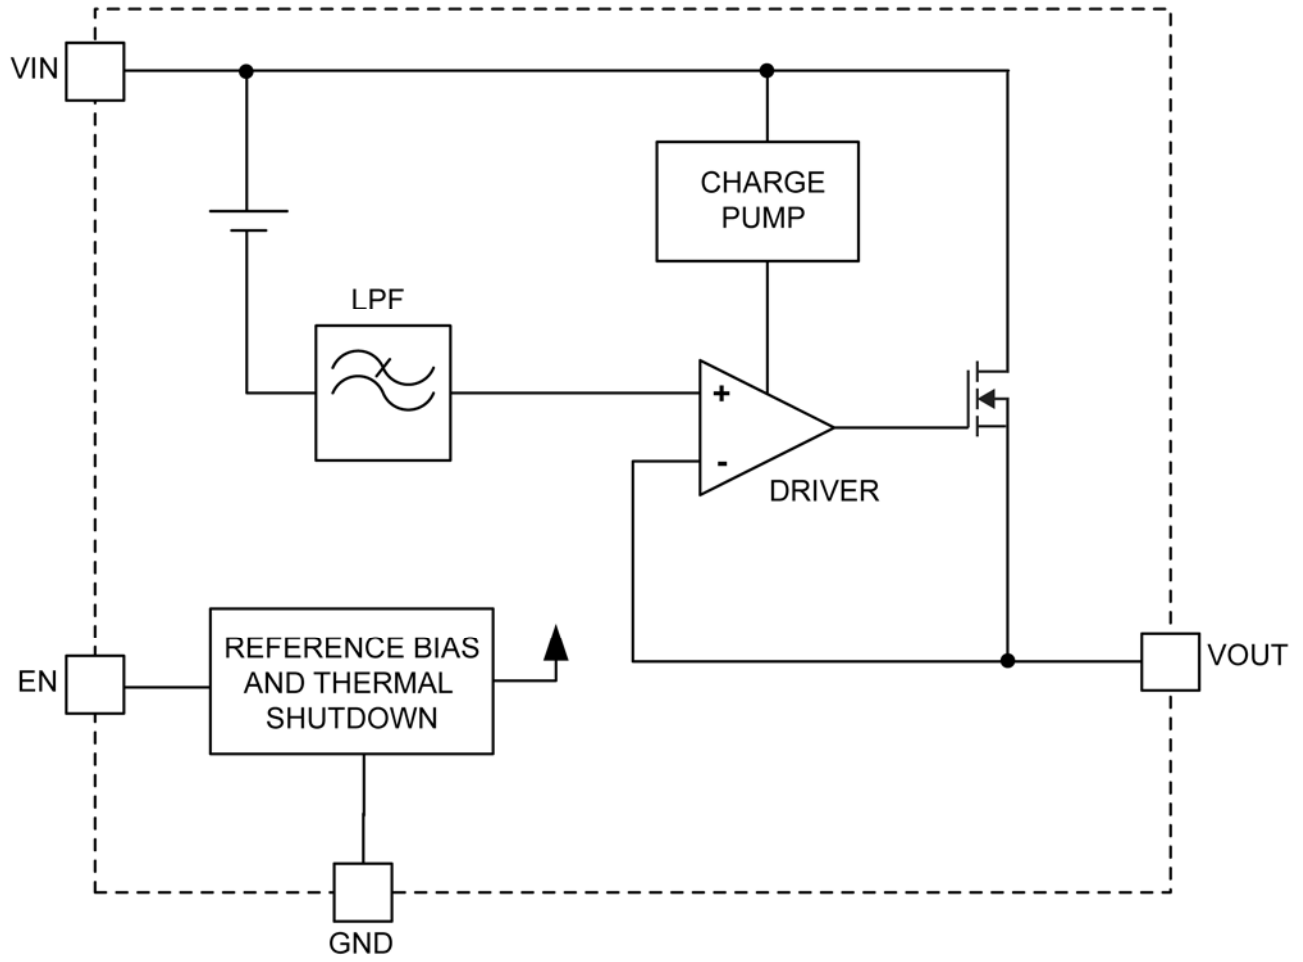 VIN
CHARGE
PUMP
LPF
+
-
DRIVER
REFERENCE BIAS
AND THERMAL
SHUTDOWN
EN
VOUT
GND